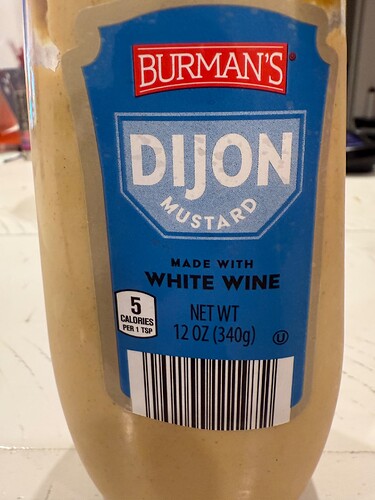 BURMAN'S
DIJON
MUSTARD
MADE WITH
WHITE WINE
5
CALORIES
PER 1 TSP
NET WT
12 OZ (340g)
U